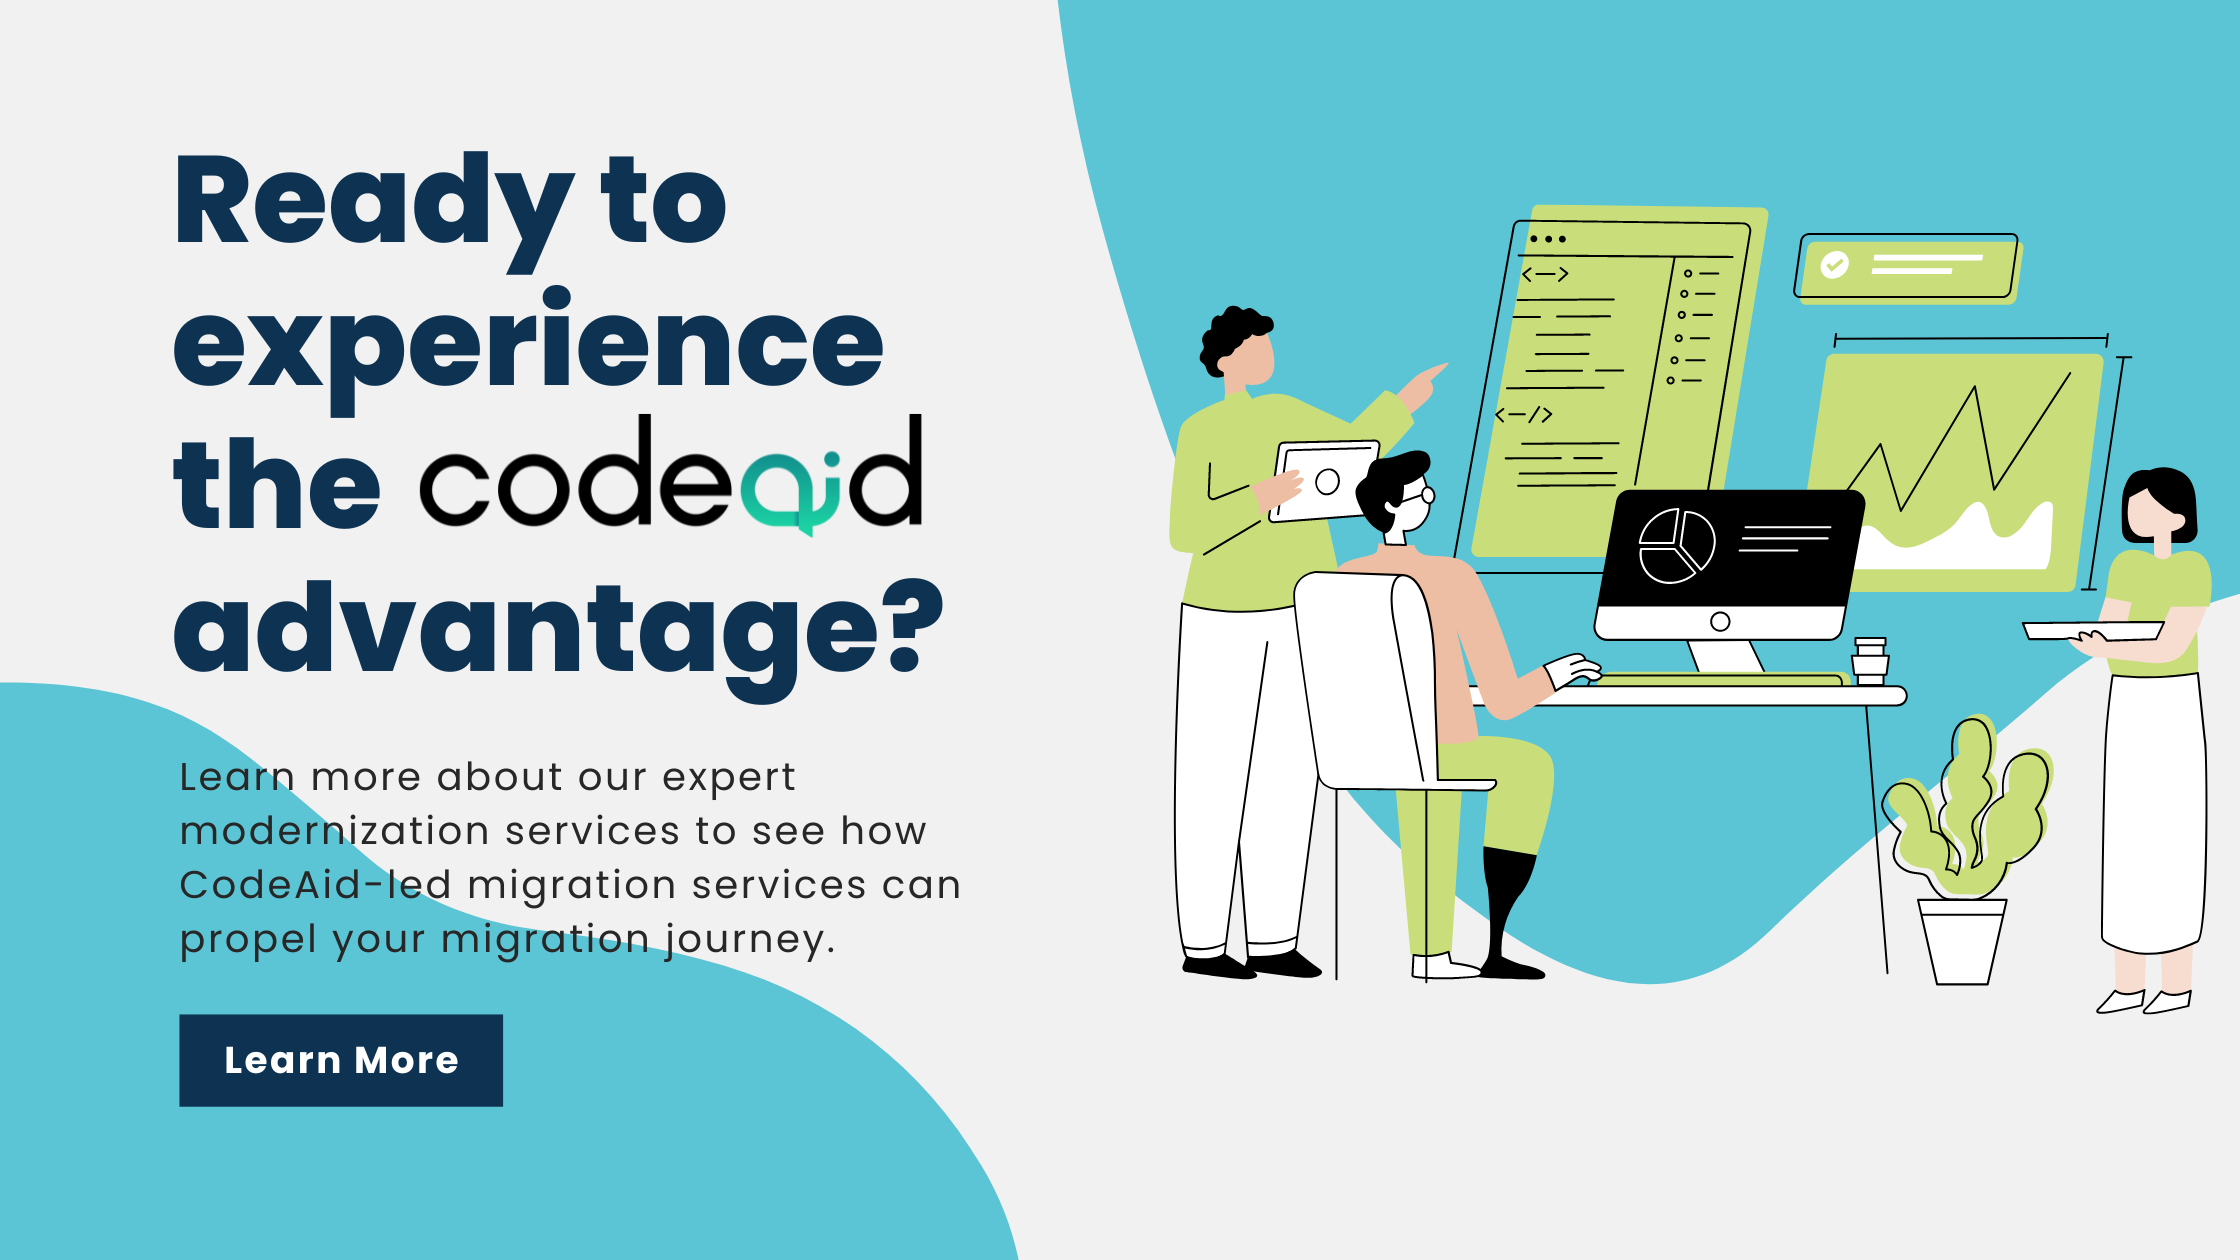 Ready to
experience
the codeaid
advantage?
Learn more about our expert
modernization services to see how
CodeAid-led migration services can
propel your migration journey.
Learn More